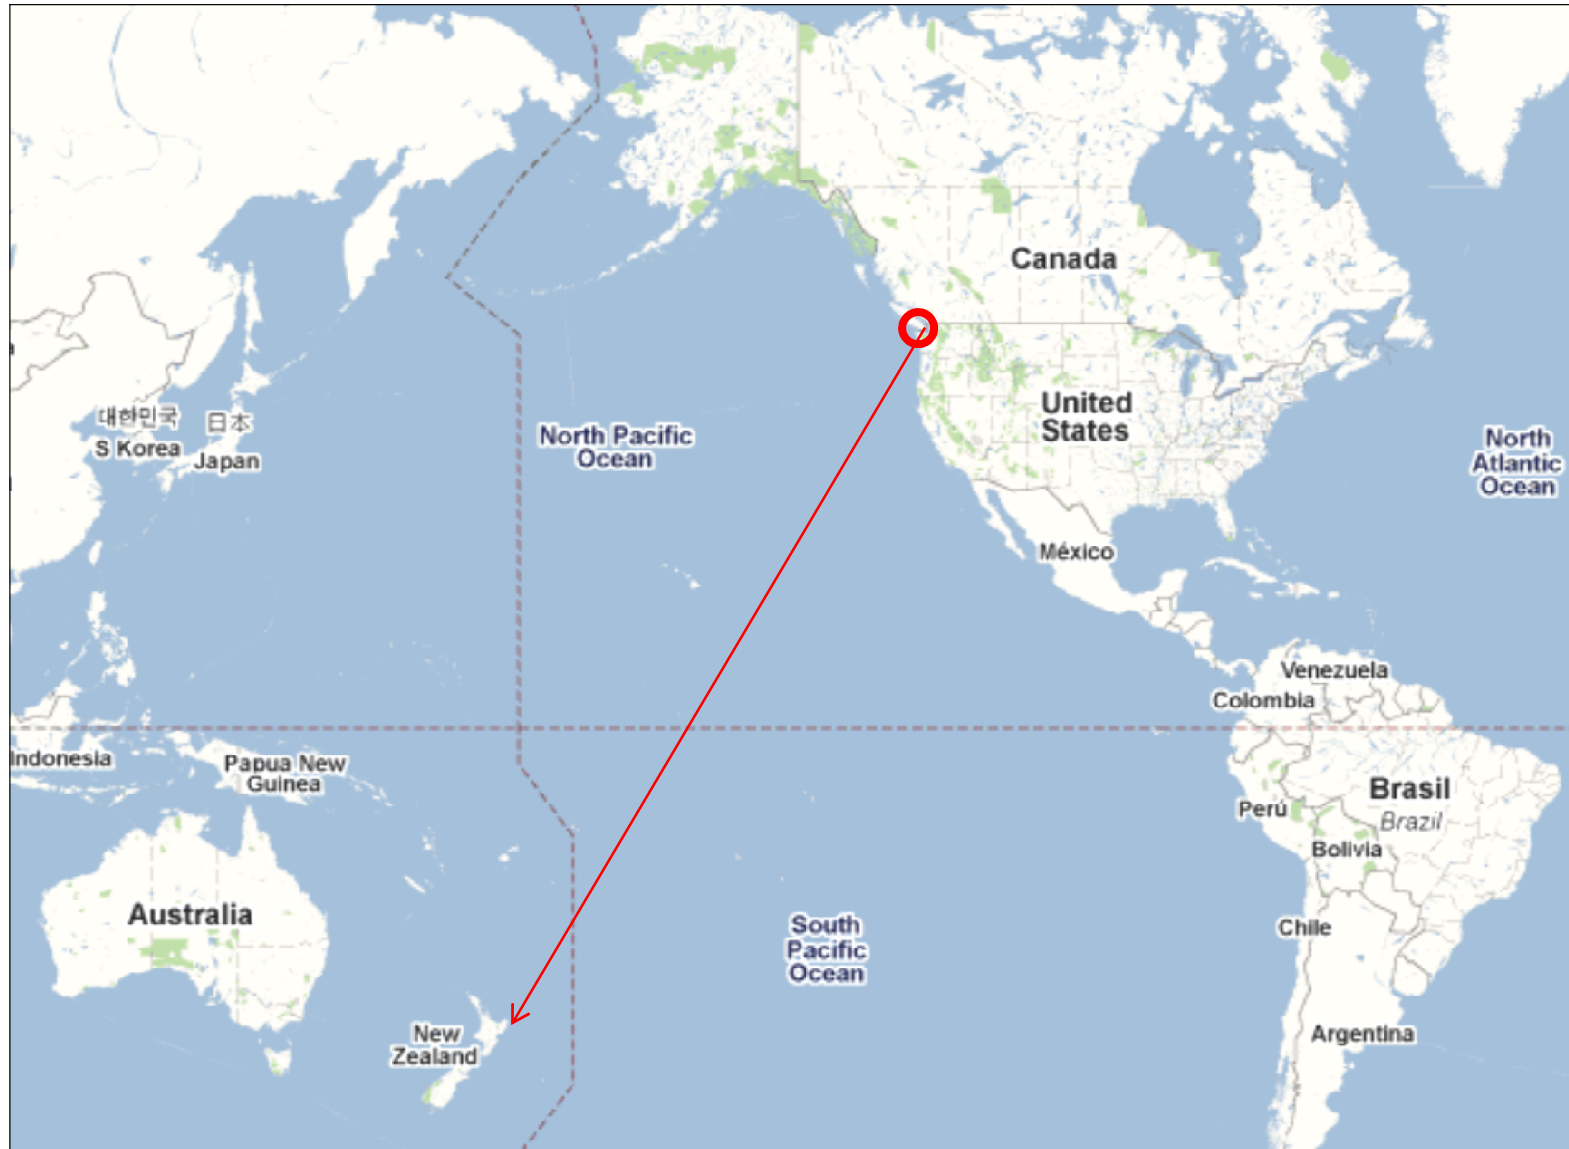 Canada
United
States
North Pacific
Ocean
North
Atlantic
Ocean
대한민국
S Korea
日本
Japan
México
Venezuela
Colombia
Indonesia
Papua New
Guinea
Perú
Brasil
Brazil
Bolivia
Australia
South
Pacific
Ocean
Chile
New
Zealand
Argentina